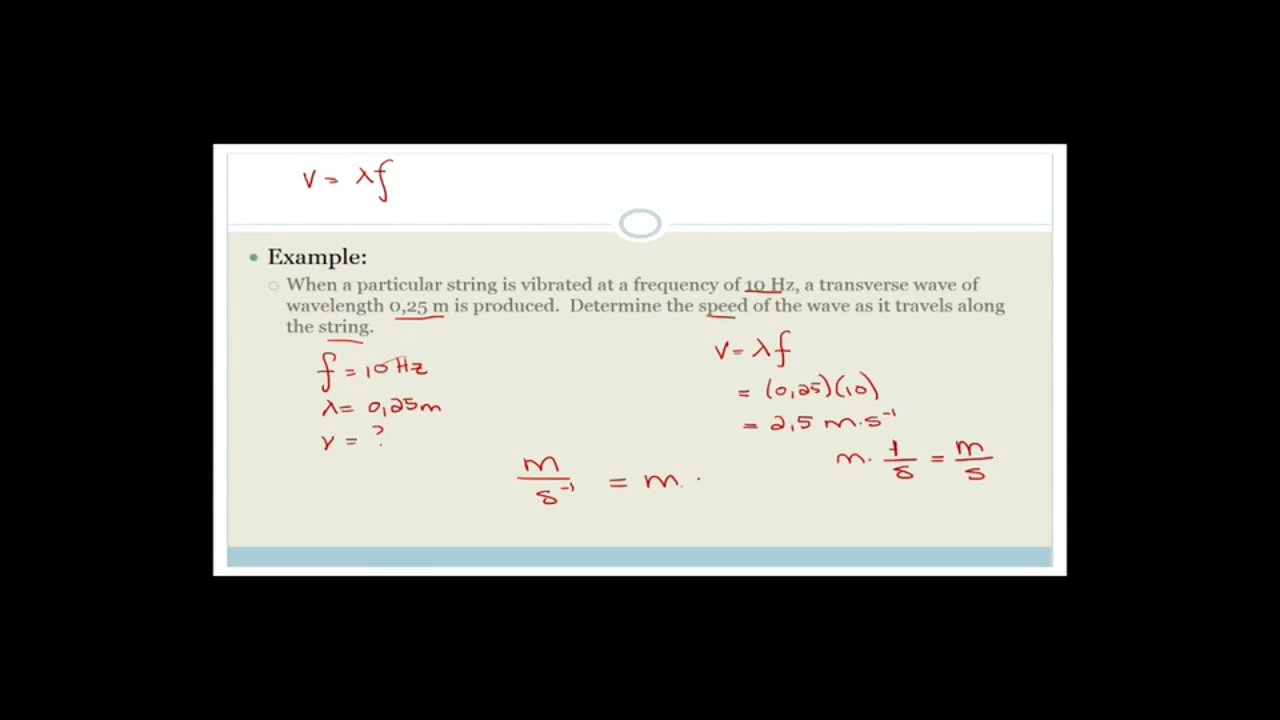 v = λf
Example:
When a particular string is vibrated at a frequency of 10 Hz, a transverse wave of
wavelength 0,25 m is produced. Determine the speed of the wave as it travels along
the string.
f = 10 Hz
λ = 0,25m
v = ?
v = λf
= (0,25)(10)
= 2,5 m·s⁻¹
m · 1/s = m/s
m/s⁻¹ = m ·